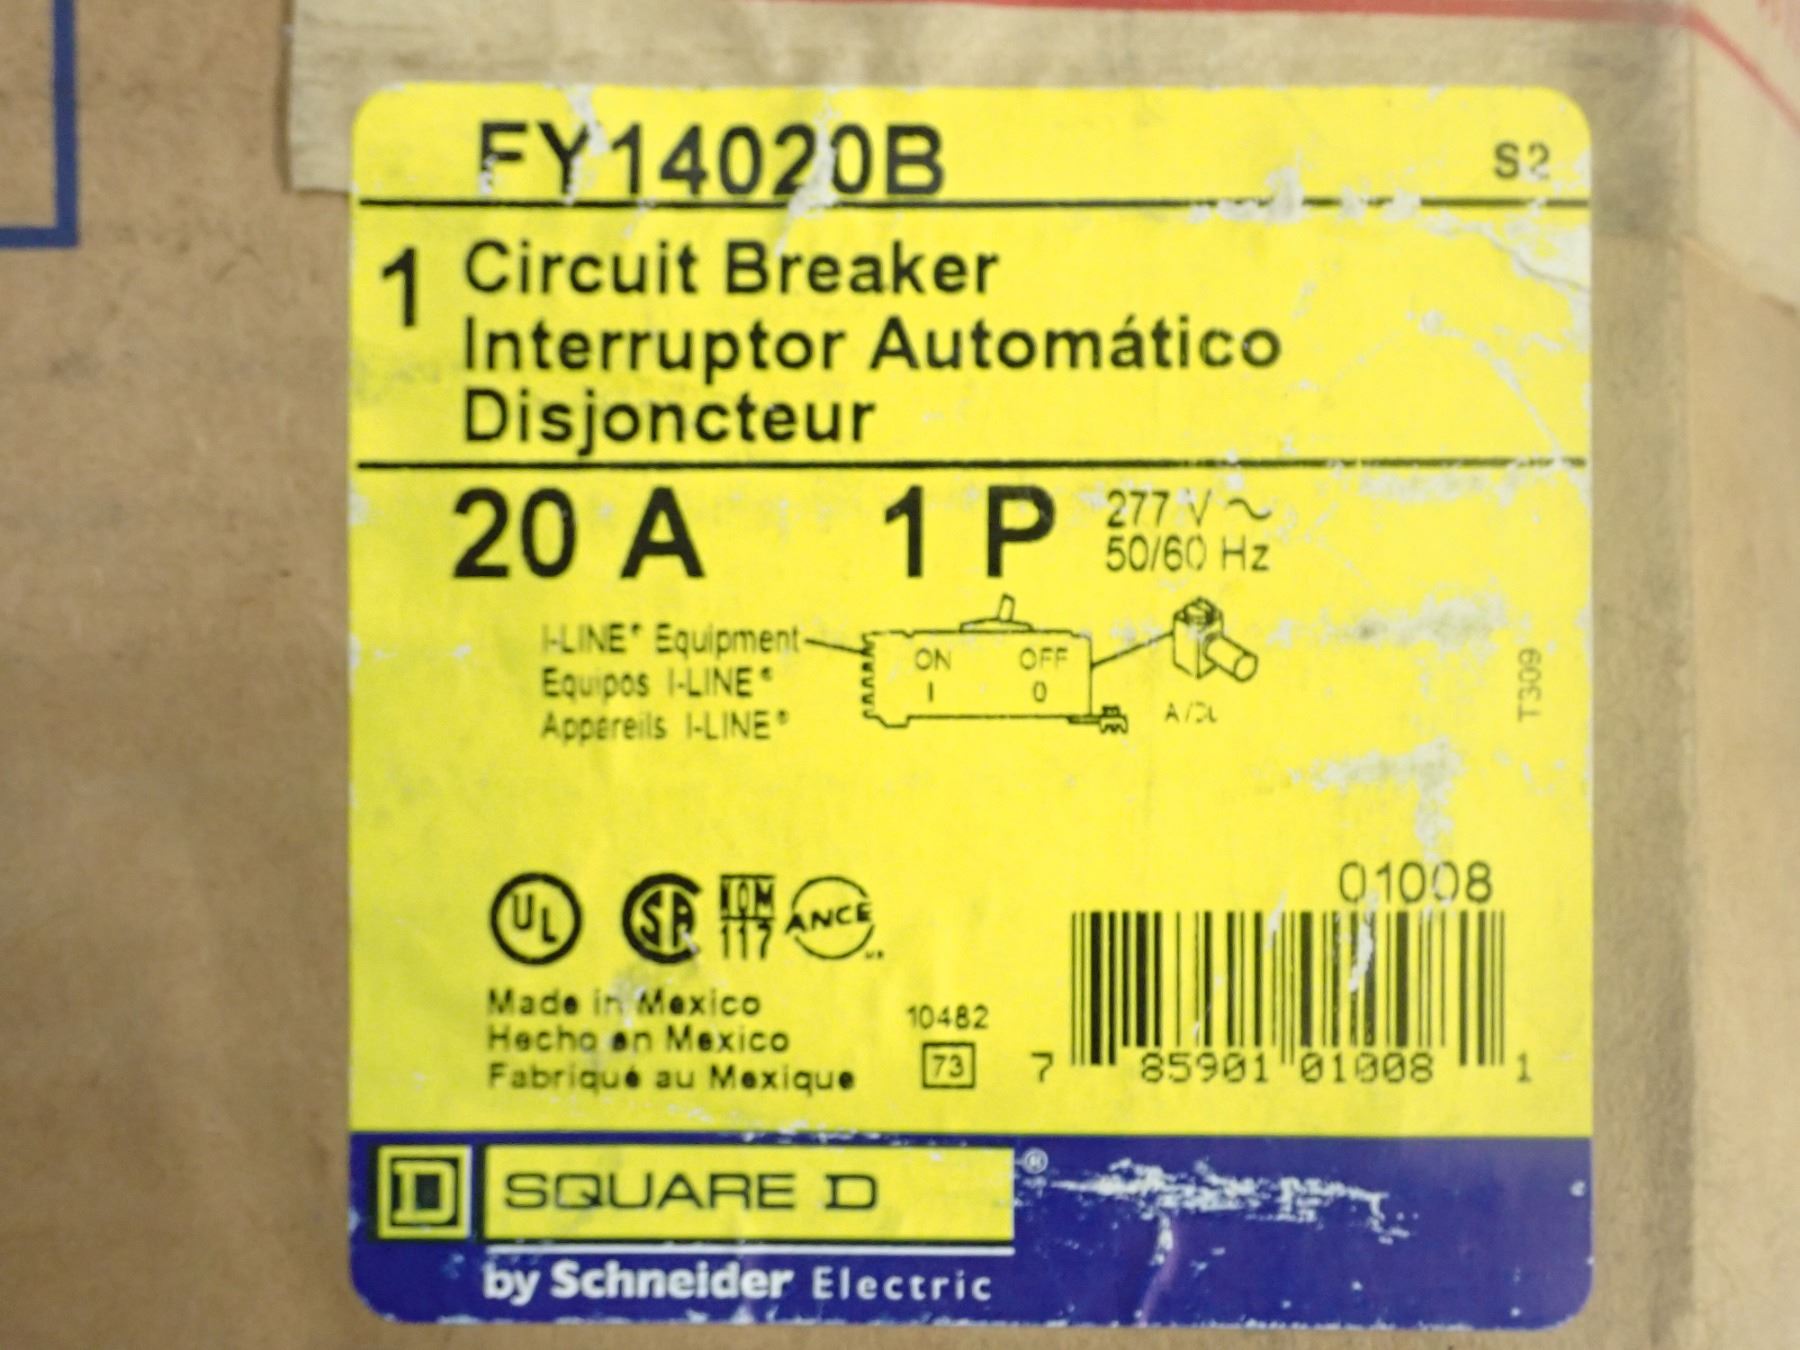 FY14020B
S2
1
Circuit Breaker
Interruptor Automático
Disjoncteur
20 A 1 P
277 V ~
50/60 Hz
I-LINE® Equipment
Equipos I-LINE®
Appareils I-LINE®
ON OFF
I O
T309
UL
SA
NOM
117
ANCE
01008
Made in Mexico
Hecho en Mexico
Fabriqué au Mexique
10482
73
7 85901 01008 1
D
SQUARE D
®
by Schneider Electric